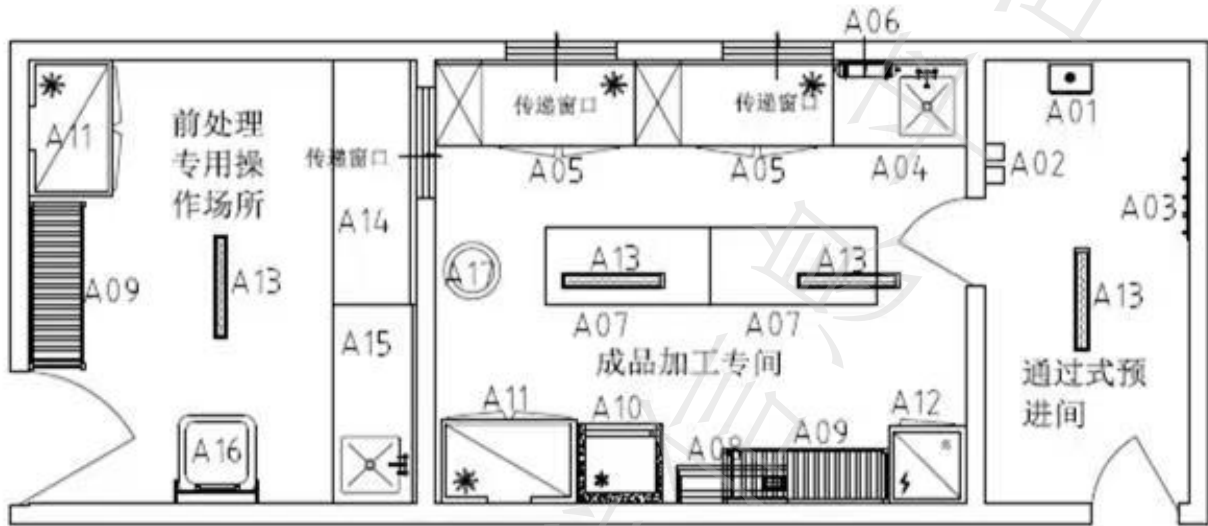 A06
A11
前处理
专用操
作场所
传递窗口
传递窗口
传递窗口
A05
A05
A04
A01
A02
A03
A14
A09
A13
A17
A13
A13
A13
A07
A07
成品加工专间
A15
通过式预
进间
A16
A11
A10
A08
A09
A12